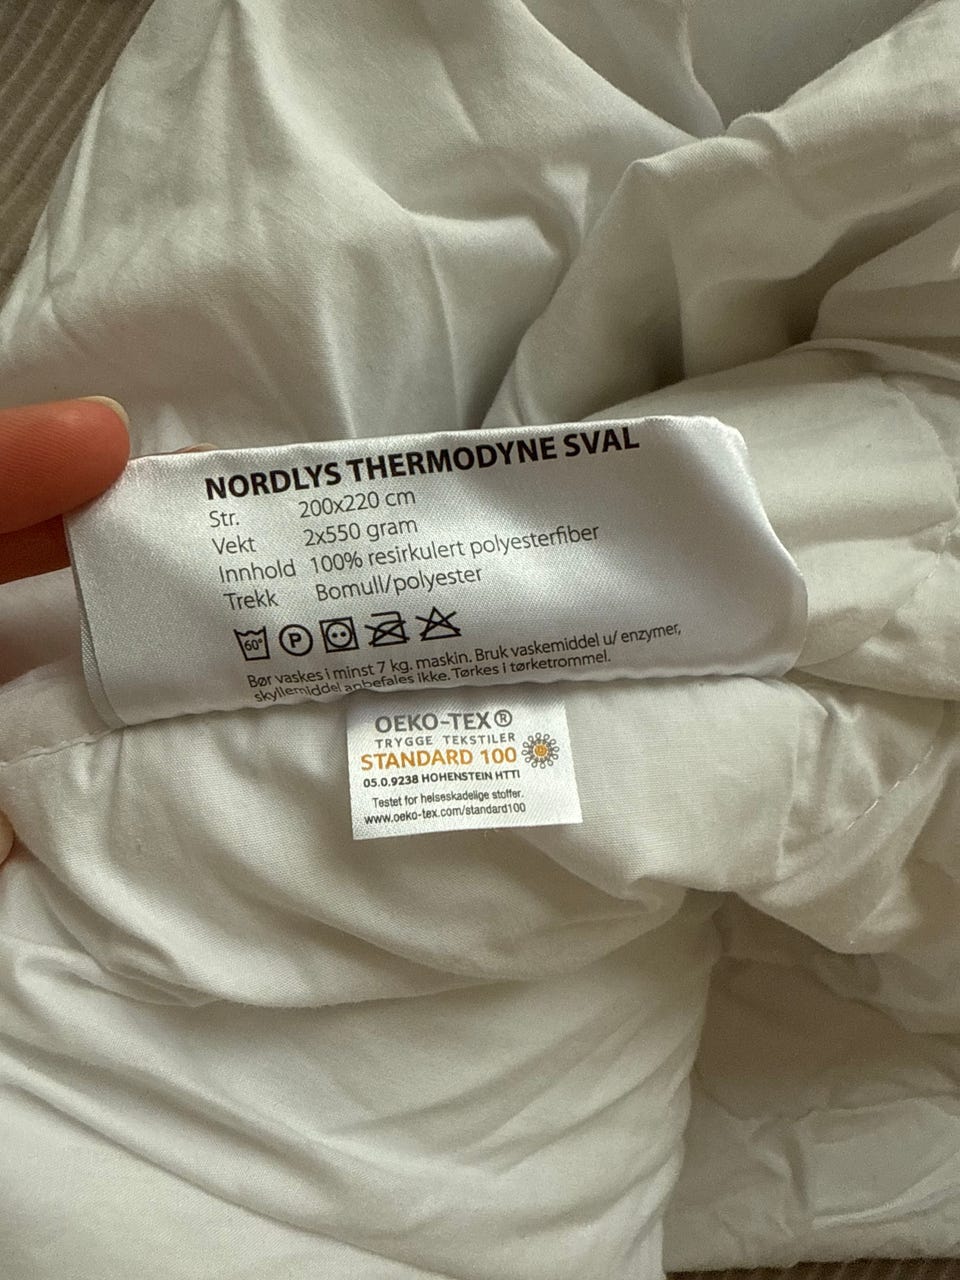 NORDLYS THERMODYNE SVAL
Str. 200x220 cm
Vekt 2x550 gram
Innhold 100% resirkulert polyesterfiber
Trekk Bomull/polyester
60° P
Bør vaskes i minst 7 kg. maskin. Bruk vaskemiddel u/ enzymer,
skyllemiddel anbefales ikke. Tørkes i tørketrommel.
OEKO-TEX®
TRYGGE TEKSTILER
STANDARD 100
05.0.9238 HOHENSTEIN HTTI
Testet for helseskadelige stoffer.
www.oeko-tex.com/standard100